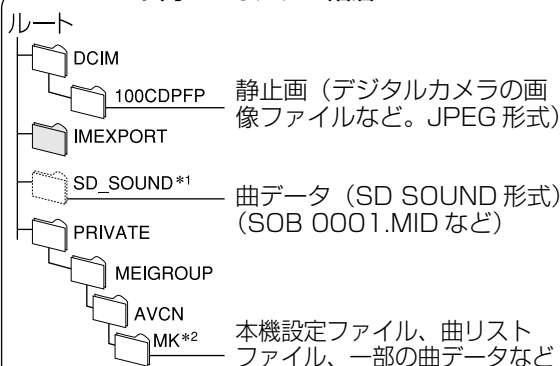 ルート
DCIM
100CDPFP
静止画（デジタルカメラの画
像ファイルなど。JPEG 形式）
IMEXPORT
SD_SOUND*1
曲データ（SD SOUND 形式）
（SOB 0001.MID など）
PRIVATE
MEIGROUP
AVCN
MK*2
本機設定ファイル、曲リスト
ファイル、一部の曲データなど